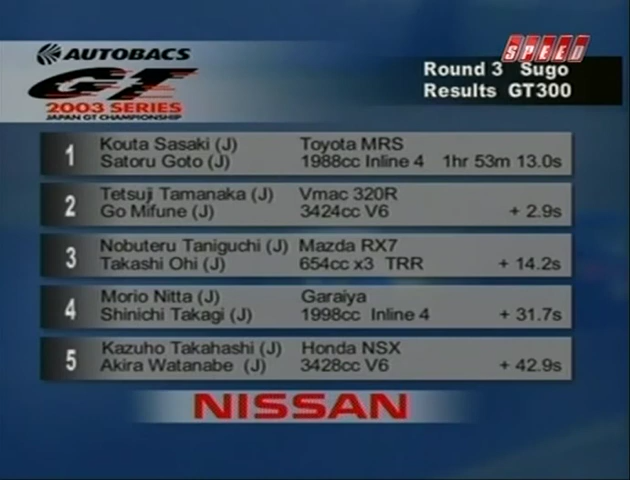 AUTOBACS
GT
2003 SERIES
JAPAN GT CHAMPIONSHIP
SPEED
Round 3 Sugo
Results GT300
1
Kouta Sasaki (J) Toyota MRS
Satoru Goto (J) 1988cc Inline 4 1hr 53m 13.0s
2
Tetsuji Tamanaka (J) Vmac 320R
Go Mifune (J) 3424cc V6 + 2.9s
3
Nobuteru Taniguchi (J) Mazda RX7
Takashi Ohi (J) 654cc x3 TRR + 14.2s
4
Morio Nitta (J) Garaiya
Shinichi Takagi (J) 1998cc Inline 4 + 31.7s
5
Kazuho Takahashi (J) Honda NSX
Akira Watanabe (J) 3428cc V6 + 42.9s
NISSAN